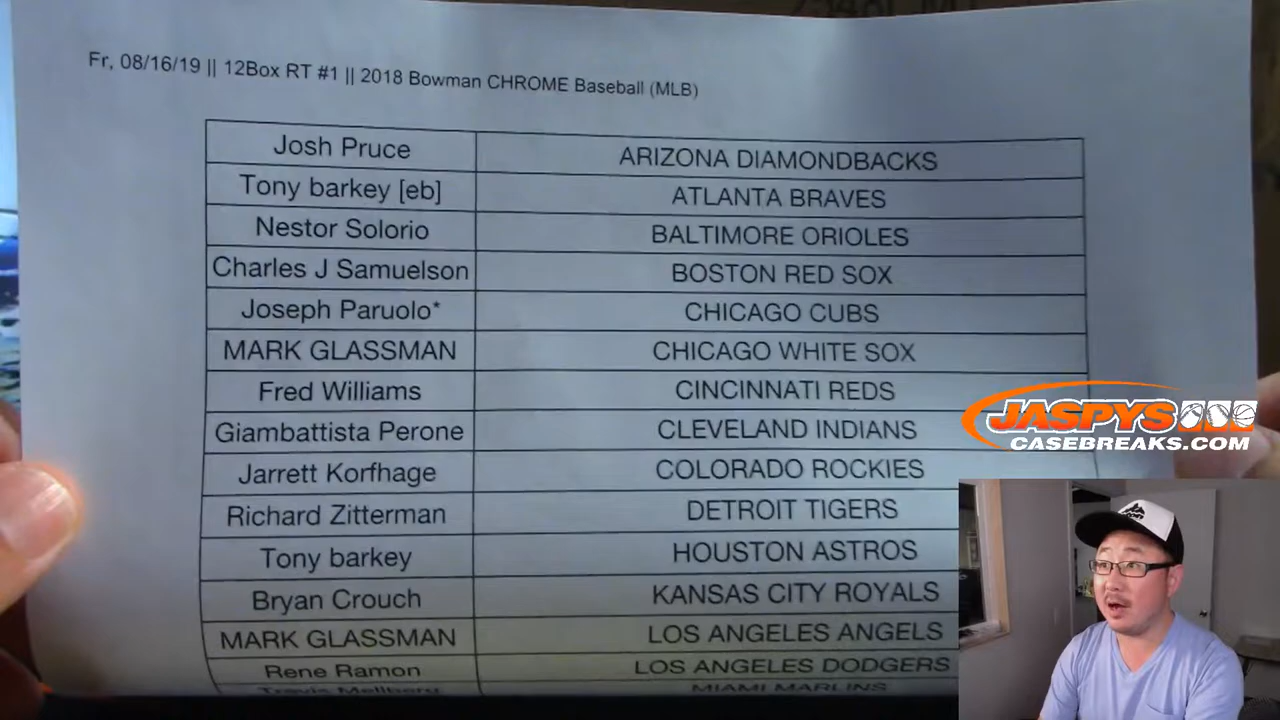 Fr, 08/16/19 || 12Box RT #1 || 2018 Bowman CHROME Baseball (MLB)
Josh Pruce ARIZONA DIAMONDBACKS
Tony barkey [eb] ATLANTA BRAVES
Nestor Solorio BALTIMORE ORIOLES
Charles J Samuelson BOSTON RED SOX
Joseph Paruolo* CHICAGO CUBS
MARK GLASSMAN CHICAGO WHITE SOX
Fred Williams CINCINNATI REDS
Giambattista Perone CLEVELAND INDIANS
Jarrett Korfhage COLORADO ROCKIES
Richard Zitterman DETROIT TIGERS
Tony barkey HOUSTON ASTROS
Bryan Crouch KANSAS CITY ROYALS
MARK GLASSMAN LOS ANGELES ANGELS
Rene Ramon LOS ANGELES DODGERS
Travis Mellberg MIAMI MARLINS
JASPYS
CASEBREAKS.COM